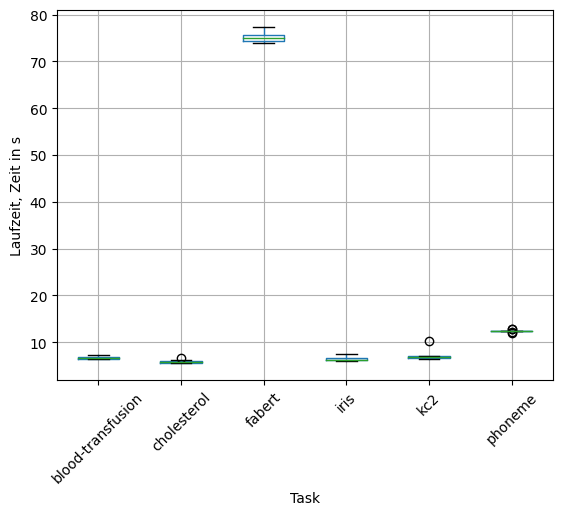 80
70
60
50
40
30
20
10
Laufzeit, Zeit in s
blood-transfusion
cholesterol
fabert
iris
kc2
phoneme
Task